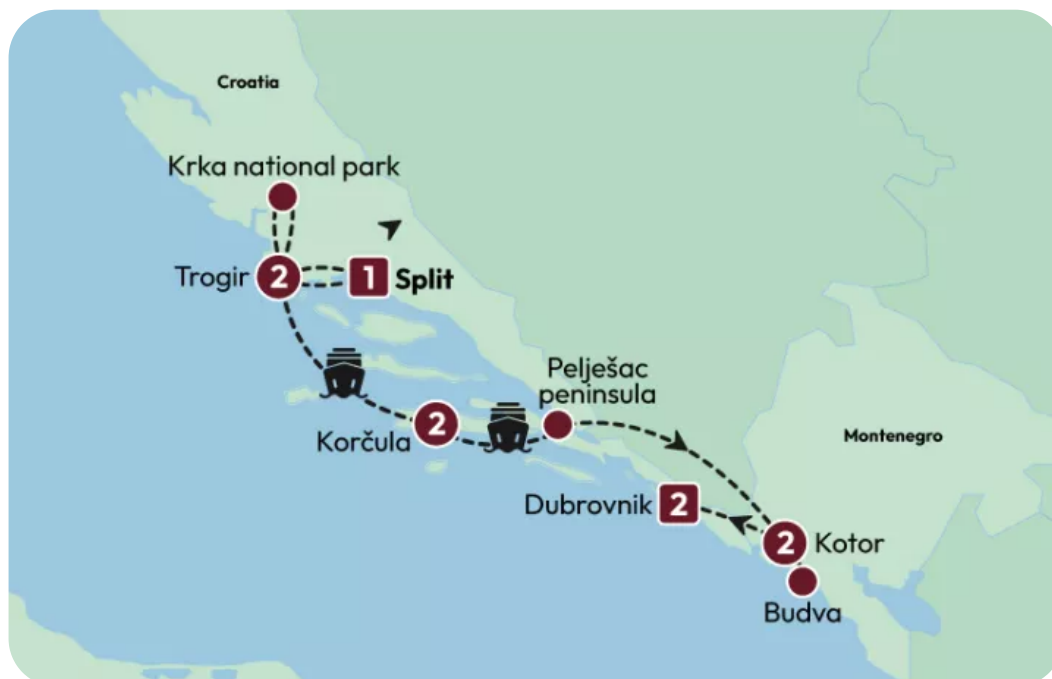 Croatia
Krka national park
Trogir 2
1 Split
Pelješac
peninsula
2
Korčula
Montenegro
Dubrovnik 2
2 Kotor
Budva